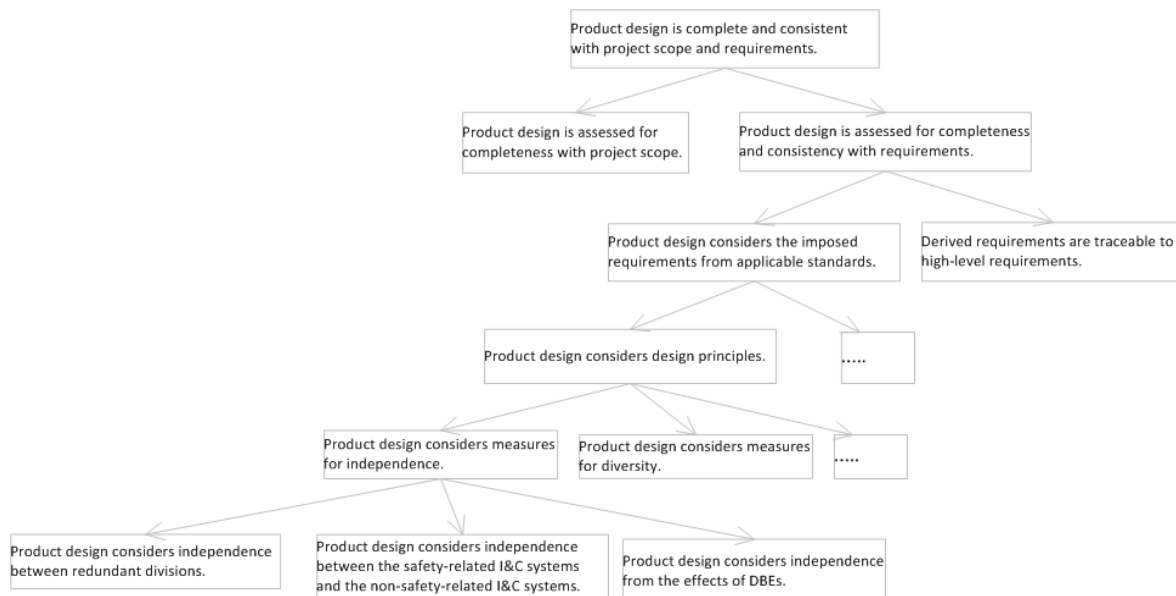 Product design is complete and consistent
with project scope and requirements.
Product design is assessed for
completeness with project scope.
Product design is assessed for completeness
and consistency with requirements.
Product design considers the imposed
requirements from applicable standards.
Derived requirements are traceable to
high-level requirements.
Product design considers design principles.
.....
Product design considers measures
for independence.
Product design considers measures
for diversity.
.....
Product design considers independence
between redundant divisions.
Product design considers independence
between the safety-related I&C systems
and the non-safety-related I&C systems.
Product design considers independence
from the effects of DBEs.